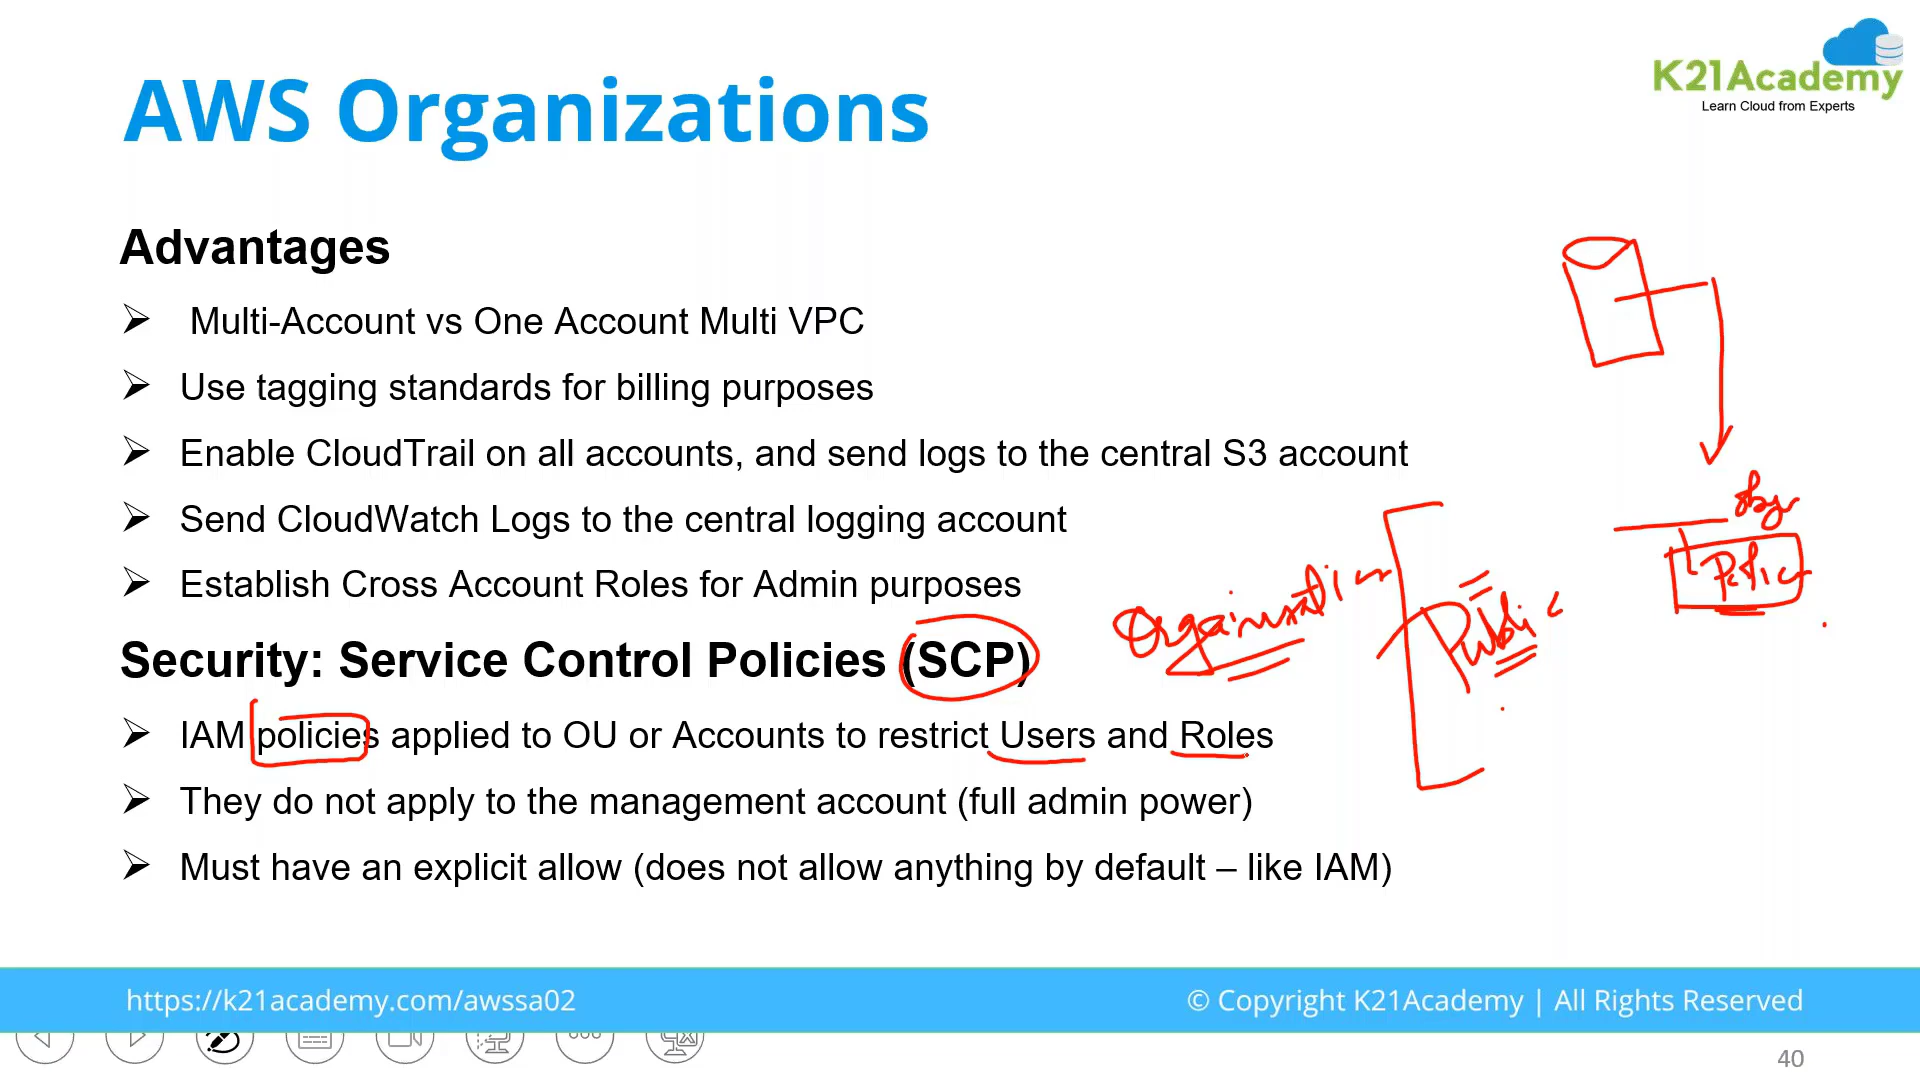 K21Academy
Learn Cloud from Experts
AWS Organizations
Advantages
Multi-Account vs One Account Multi VPC
Use tagging standards for billing purposes
Enable CloudTrail on all accounts, and send logs to the central S3 account
Send CloudWatch Logs to the central logging account
Establish Cross Account Roles for Admin purposes
Policy
Public
Security: Service Control Policies (SCP)
IAM policies applied to OU or Accounts to restrict Users and Roles
They do not apply to the management account (full admin power)
Must have an explicit allow (does not allow anything by default – like IAM)
https://k21academy.com/awssa02
© Copyright K21Academy | All Rights Reserved
40